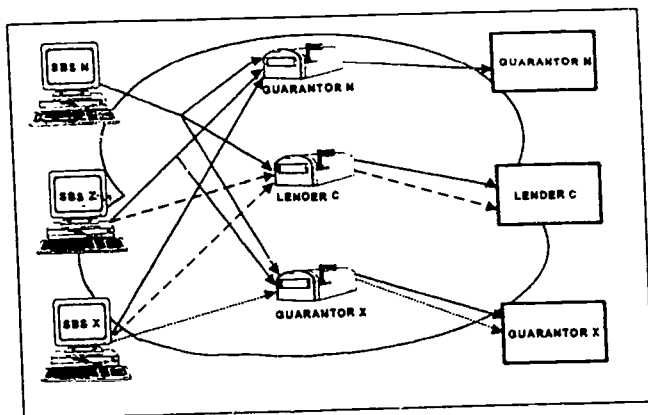 SBS N
GUARANTOR N
GUARANTOR N
SBS Z
LENDER C
LENDER C
SBS X
GUARANTOR X
GUARANTOR X